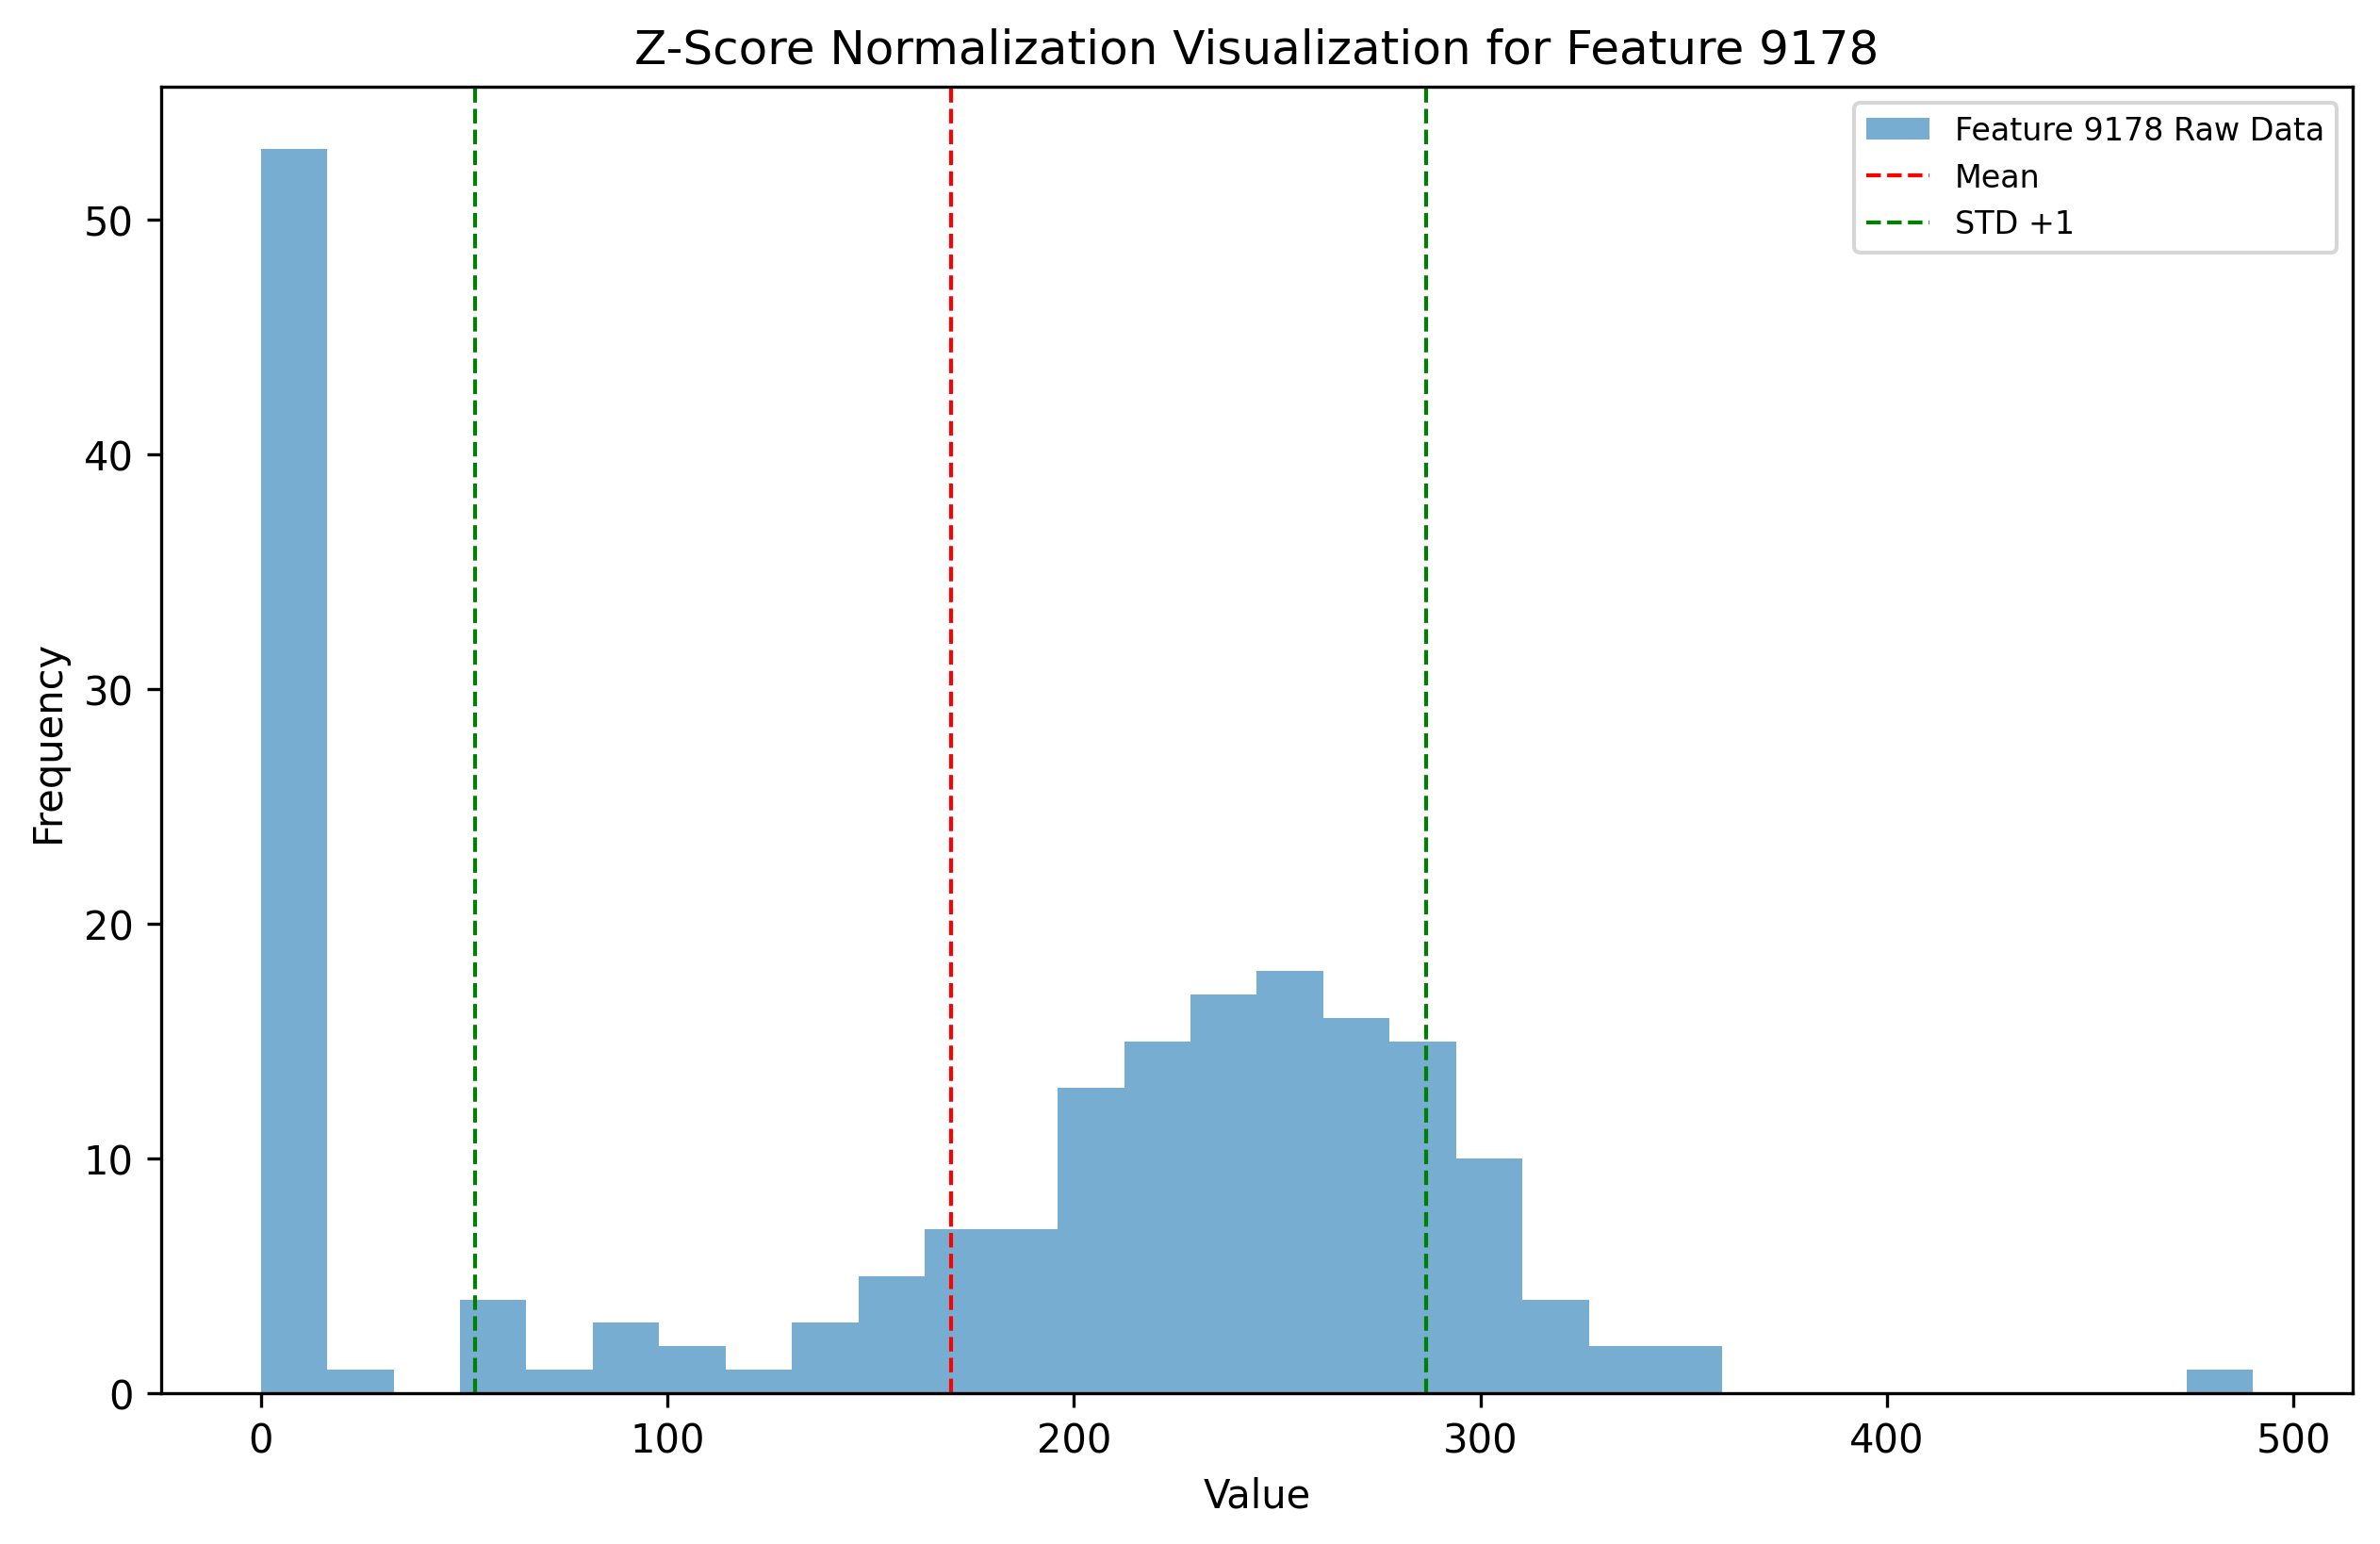 Z-Score Normalization Visualization for Feature 9178
Feature 9178 Raw Data
Mean
STD +1
50
40
30
20
10
0
Frequency
0 100 200 300 400 500
Value